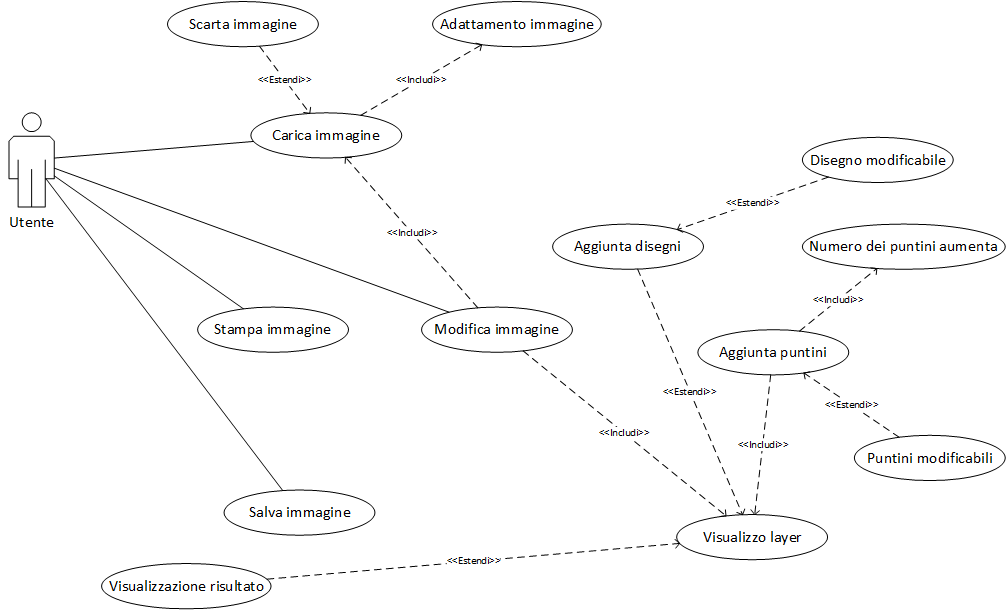 Scarta immagine
Adattamento immagine
<<Estendi>>
<<Includi>>
Carica immagine
Utente
<<Includi>>
Disegno modificabile
<<Estendi>>
Aggiunta disegni
Numero dei puntini aumenta
<<Includi>>
Stampa immagine
Modifica immagine
Aggiunta puntini
<<Estendi>>
<<Estendi>>
<<Includi>>
<<Includi>>
Puntini modificabili
Salva immagine
Visualizzo layer
<<Estendi>>
Visualizzazione risultato